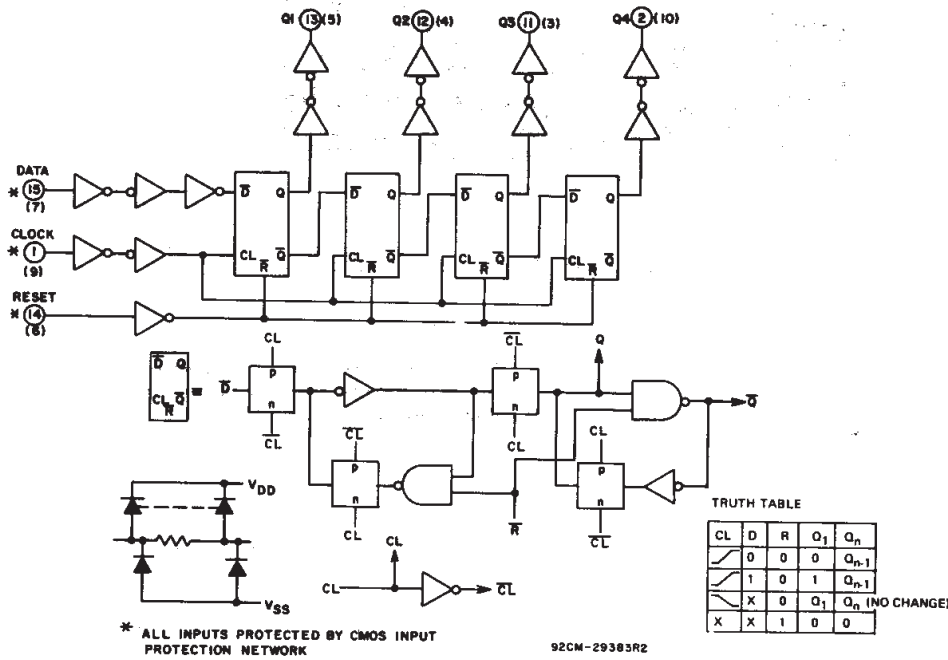 Q1 13 (5) Q2 12 (4) Q3 11 (3) Q4 2 (10)
DATA
* 15
(7)
D Q D Q D Q D Q
CLOCK
* 1
(9)
CL Q CL Q CL Q CL Q
R R R R
RESET
* 14
(6)
CL CL Q
D Q
CL Q
R
≡ D p n p n Q
CL CL CL CL
p n p n
CL R CL
VDD
VSS
CL
CL CL
* ALL INPUTS PROTECTED BY CMOS INPUT
PROTECTION NETWORK
92CM-29383R2
TRUTH TABLE
CL D R Q1 Qn
0 0 0 Qn-1
1 0 1 Qn-1
X 0 Q1 Qn (NO CHANGE)
X X 1 0 0